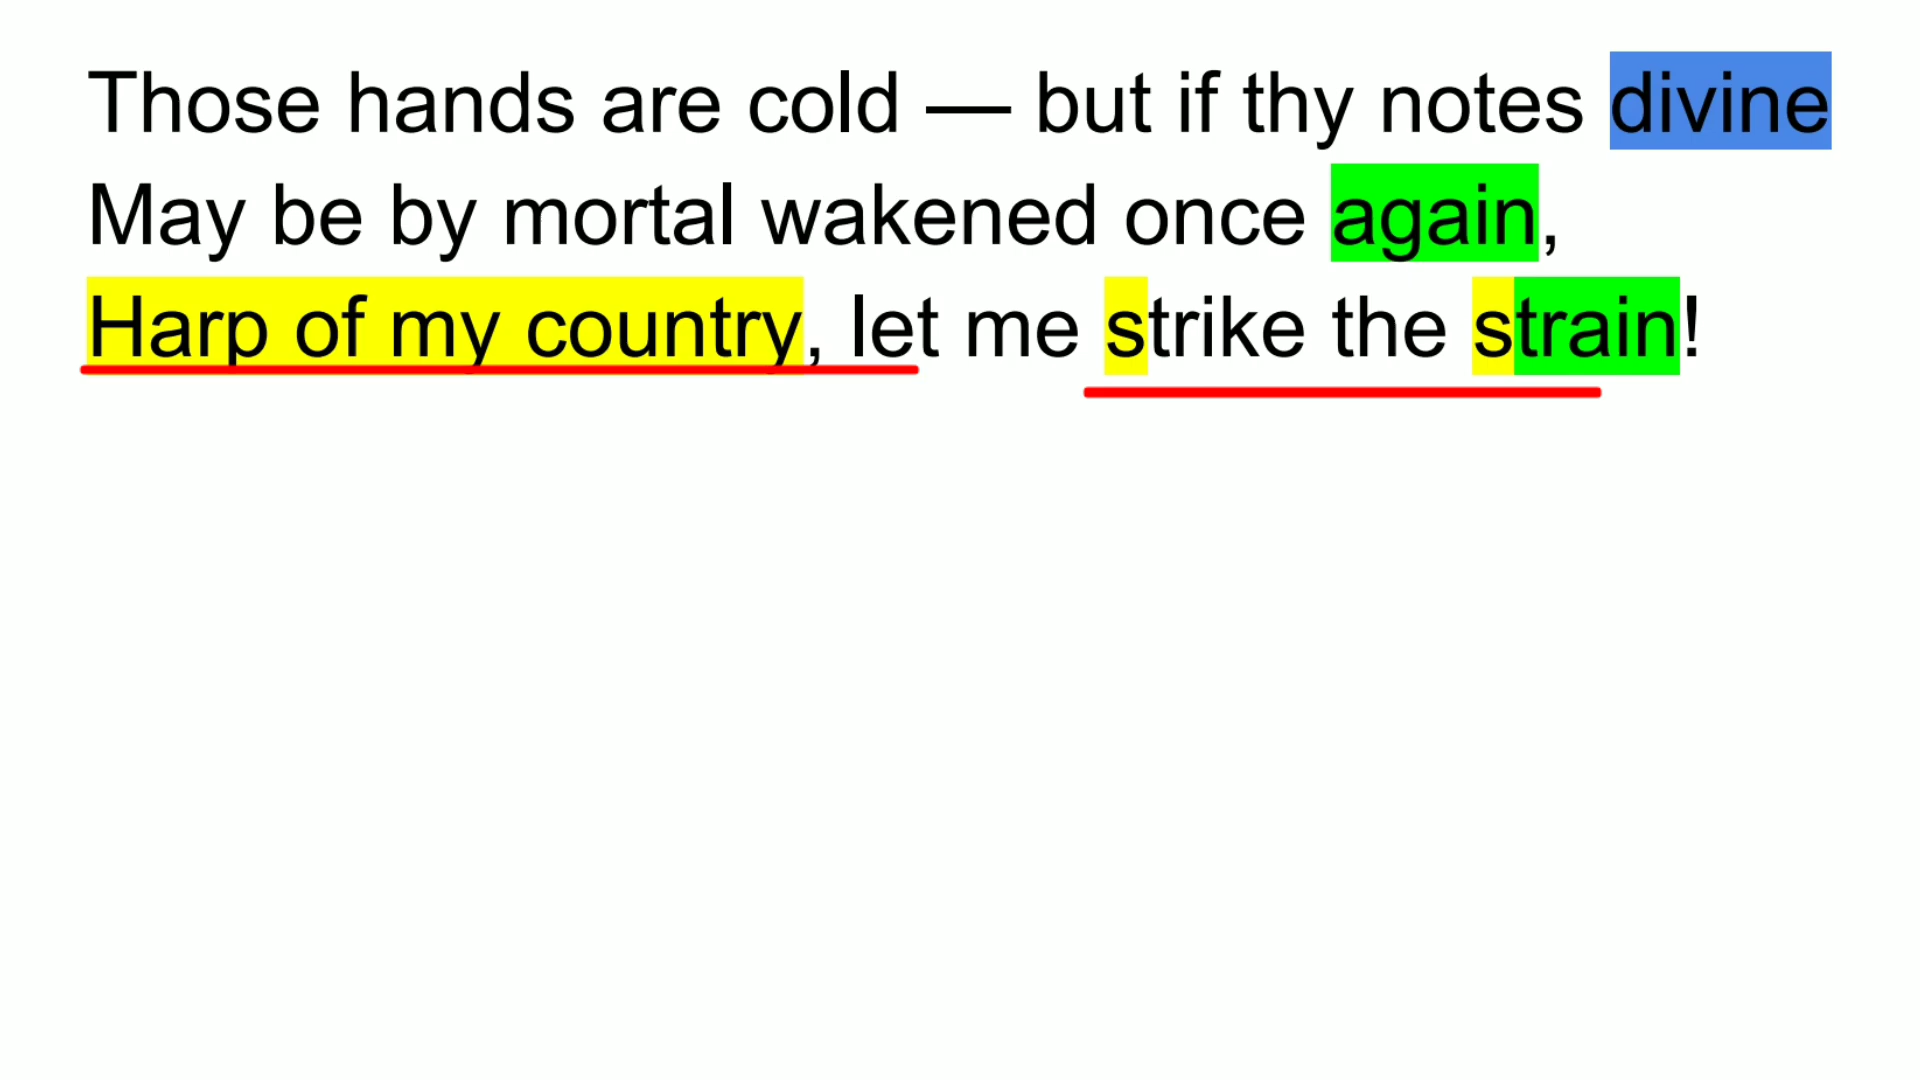 Those hands are cold — but if thy notes divine
May be by mortal wakened once again,
Harp of my country, let me strike the strain!